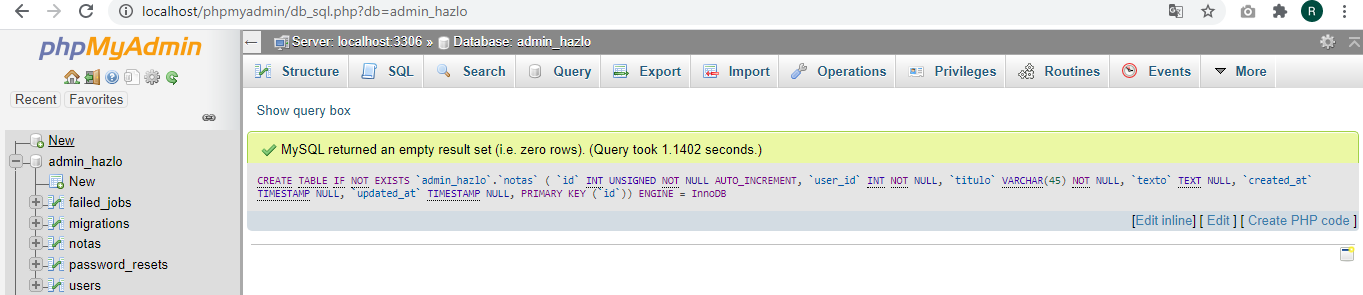 localhost/phpmyadmin/db_sql.php?db=admin_hazlo
R
phpMyAdmin
Recent Favorites
New
admin_hazlo
New
failed_jobs
migrations
notas
password_resets
users
Server: localhost:3306 » Database: admin_hazlo
Structure SQL Search Query Export Import Operations Privileges Routines Events More
Show query box
MySQL returned an empty result set (i.e. zero rows). (Query took 1.1402 seconds.)
CREATE TABLE IF NOT EXISTS `admin_hazlo`.`notas` ( `id` INT UNSIGNED NOT NULL AUTO_INCREMENT, `user_id` INT NOT NULL, `titulo` VARCHAR(45) NOT NULL, `texto` TEXT NULL, `created_at`
TIMESTAMP NULL, `updated_at` TIMESTAMP NULL, PRIMARY KEY (`id`)) ENGINE = InnoDB
[Edit inline] [ Edit ] [ Create PHP code ]